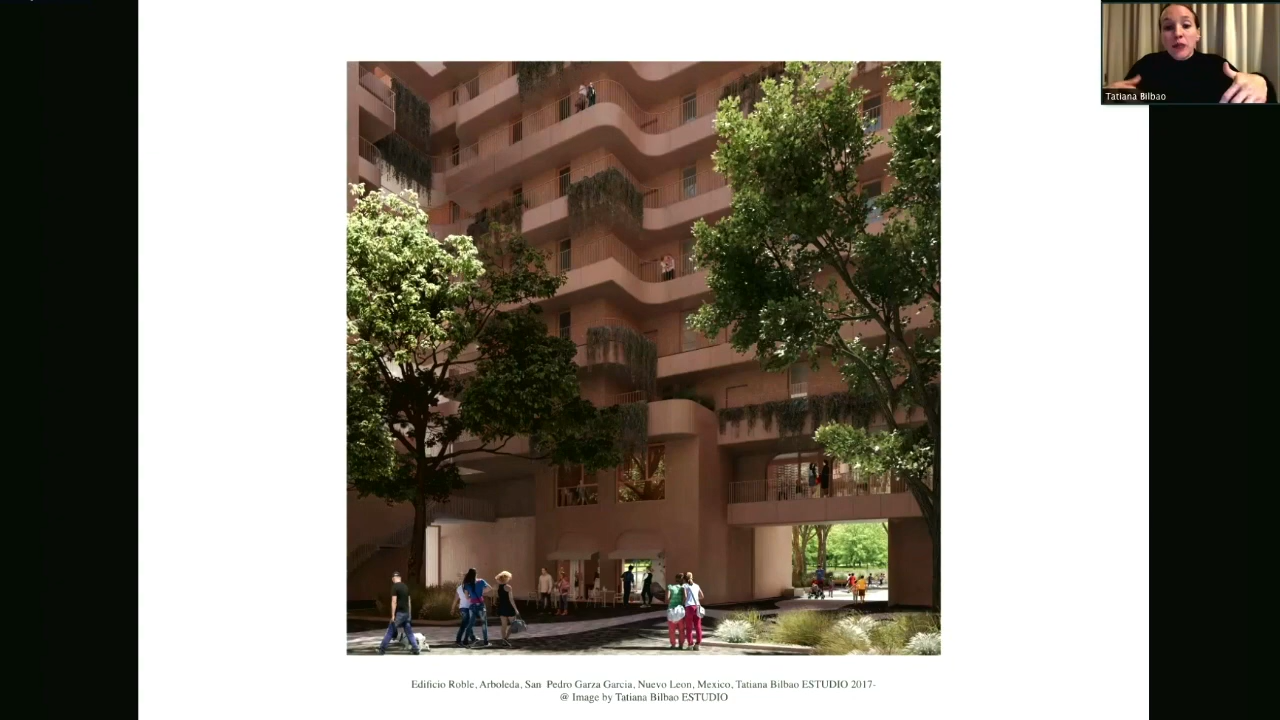 Tatiana Bilbao
Edificio Roble, Arboleda, San Pedro Garza Garcia, Nuevo Leon, Mexico, Tatiana Bilbao ESTUDIO 2017-
@ Image by Tatiana Bilbao ESTUDIO